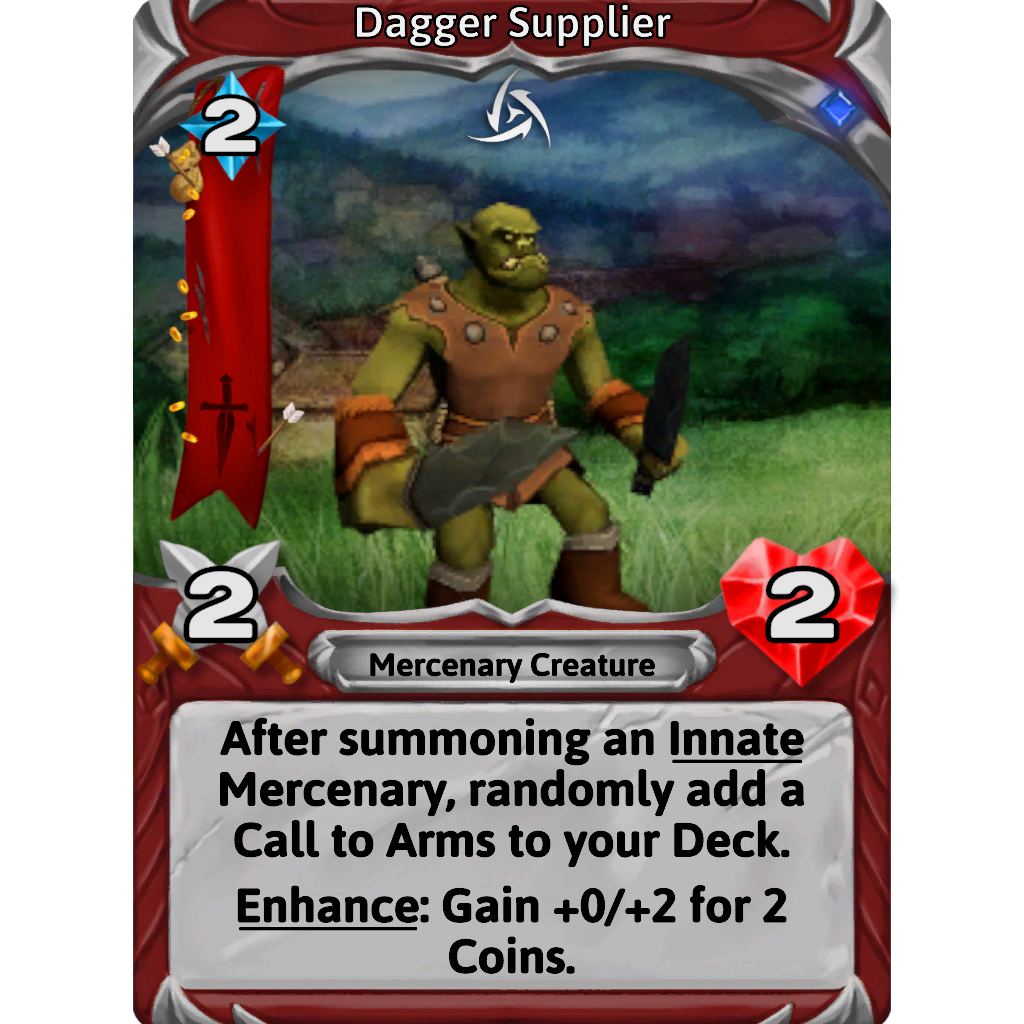 Dagger Supplier
2
2
2
Mercenary Creature
After summoning an Innate
Mercenary, randomly add a
Call to Arms to your Deck.
Enhance: Gain +0/+2 for 2
Coins.